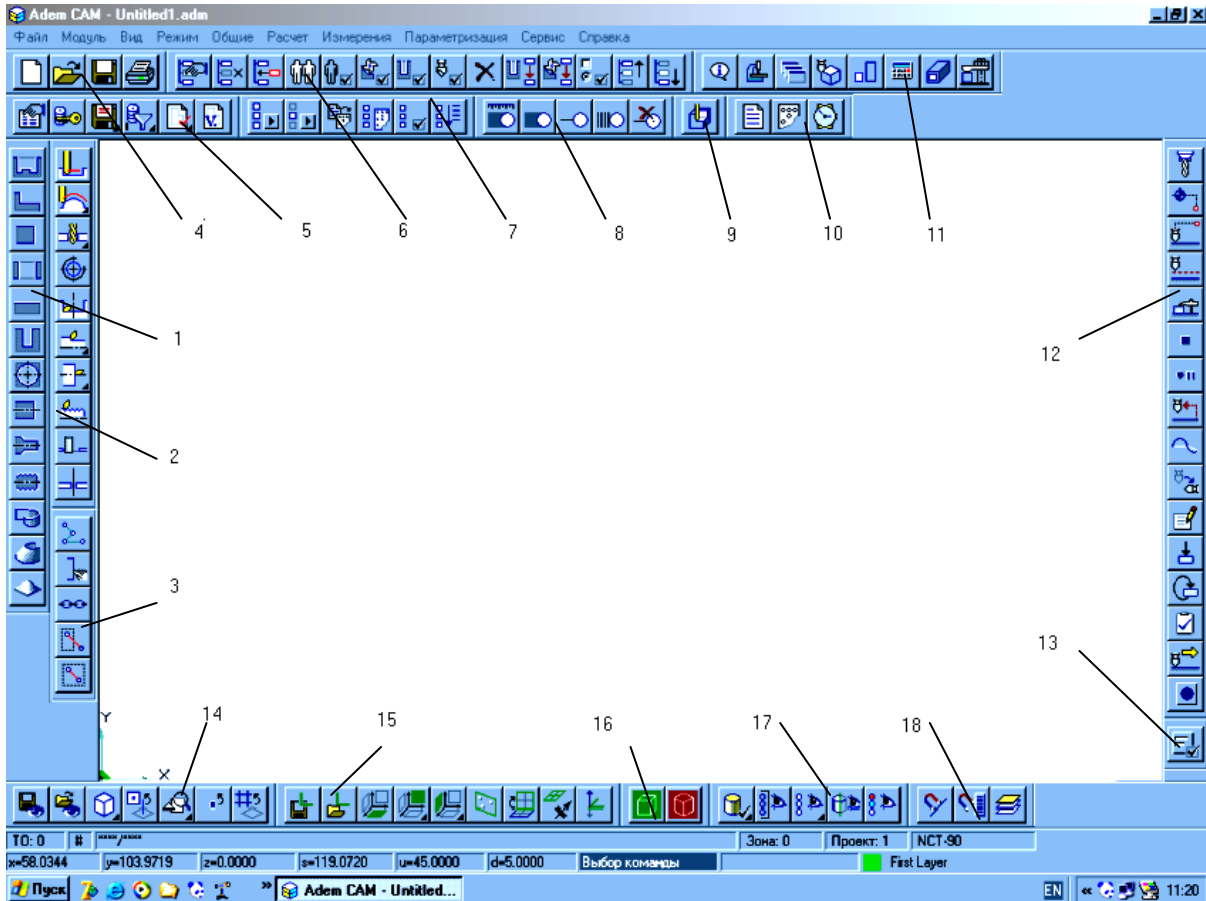 Adem CAM - Untitled1.adm
Файл Модуль Вид Режим Общие Расчет Измерения Параметризация Сервис Справка
4 5 6 7 8 9 10 11
1
12
2
3
13
Y
X
14 15 16 17 18
ТО: 0 # ****/**** Зона: 0 Проект: 1 NCT-90
x=58.0344 y=103.9719 z=0.0000 s=119.0720 u=45.0000 d=5.0000 Выбор команды First Layer
Пуск » Adem CAM - Untitled... EN « 11:20